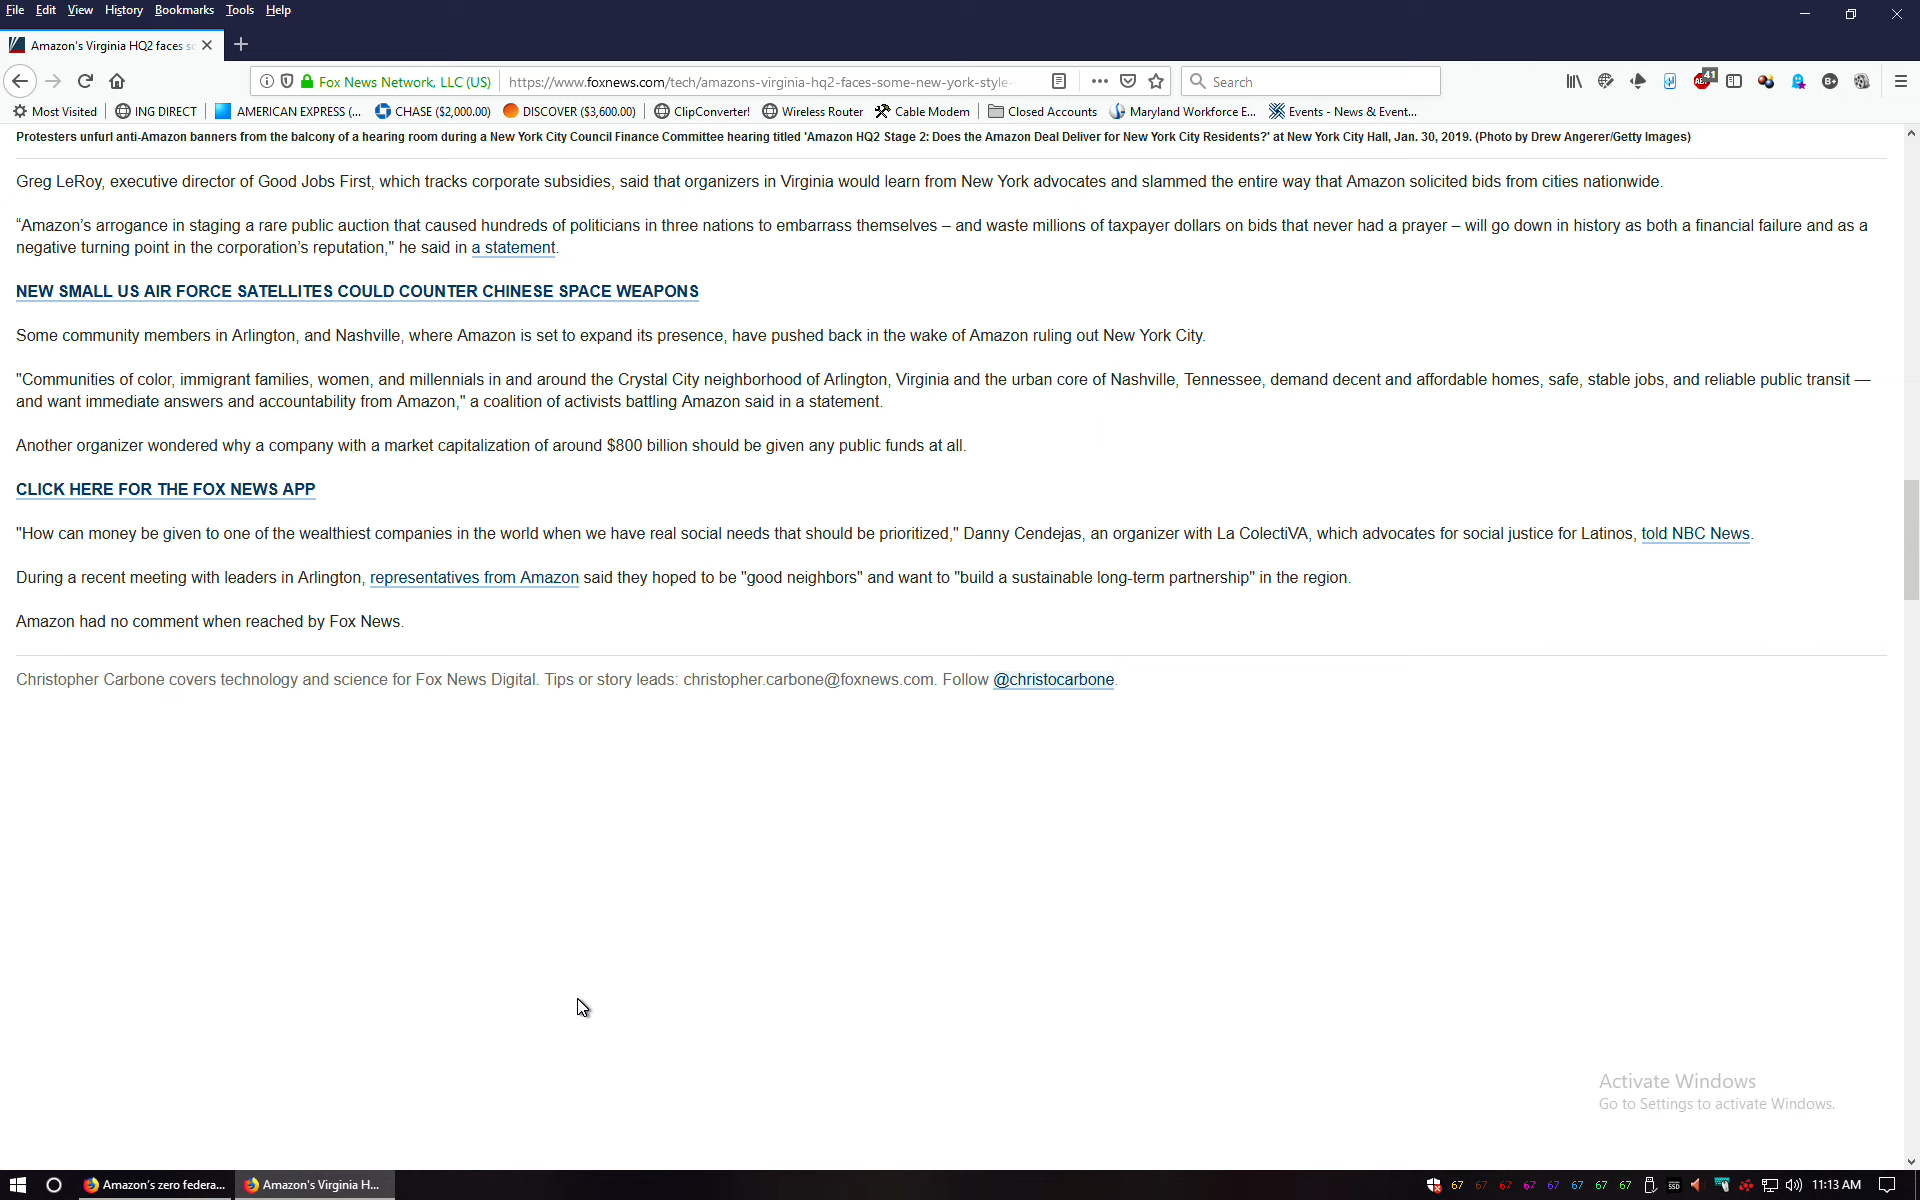 File Edit View History Bookmarks Tools Help
Amazon's Virginia HQ2 faces so
Fox News Network, LLC (US) https://www.foxnews.com/tech/amazons-virginia-hq2-faces-some-new-york-style- Search 41
Most Visited ING DIRECT AMERICAN EXPRESS (... CHASE ($2,000.00) DISCOVER ($3,600.00) ClipConverter! Wireless Router Cable Modem Closed Accounts Maryland Workforce E... Events - News & Event...
Protesters unfurl anti-Amazon banners from the balcony of a hearing room during a New York City Council Finance Committee hearing titled 'Amazon HQ2 Stage 2: Does the Amazon Deal Deliver for New York City Residents?' at New York City Hall, Jan. 30, 2019. (Photo by Drew Angerer/Getty Images)
Greg LeRoy, executive director of Good Jobs First, which tracks corporate subsidies, said that organizers in Virginia would learn from New York advocates and slammed the entire way that Amazon solicited bids from cities nationwide.
“Amazon’s arrogance in staging a rare public auction that caused hundreds of politicians in three nations to embarrass themselves – and waste millions of taxpayer dollars on bids that never had a prayer – will go down in history as both a financial failure and as a
negative turning point in the corporation’s reputation," he said in a statement.
NEW SMALL US AIR FORCE SATELLITES COULD COUNTER CHINESE SPACE WEAPONS
Some community members in Arlington, and Nashville, where Amazon is set to expand its presence, have pushed back in the wake of Amazon ruling out New York City.
"Communities of color, immigrant families, women, and millennials in and around the Crystal City neighborhood of Arlington, Virginia and the urban core of Nashville, Tennessee, demand decent and affordable homes, safe, stable jobs, and reliable public transit —
and want immediate answers and accountability from Amazon," a coalition of activists battling Amazon said in a statement.
Another organizer wondered why a company with a market capitalization of around $800 billion should be given any public funds at all.
CLICK HERE FOR THE FOX NEWS APP
"How can money be given to one of the wealthiest companies in the world when we have real social needs that should be prioritized," Danny Cendejas, an organizer with La ColectiVA, which advocates for social justice for Latinos, told NBC News.
During a recent meeting with leaders in Arlington, representatives from Amazon said they hoped to be "good neighbors" and want to "build a sustainable long-term partnership" in the region.
Amazon had no comment when reached by Fox News.
Christopher Carbone covers technology and science for Fox News Digital. Tips or story leads: christopher.carbone@foxnews.com. Follow @christocarbone.
Activate Windows
Go to Settings to activate Windows.
Amazon's zero federa... Amazon's Virginia H... 67 67 67 67 67 67 67 67 SSD 11:13 AM